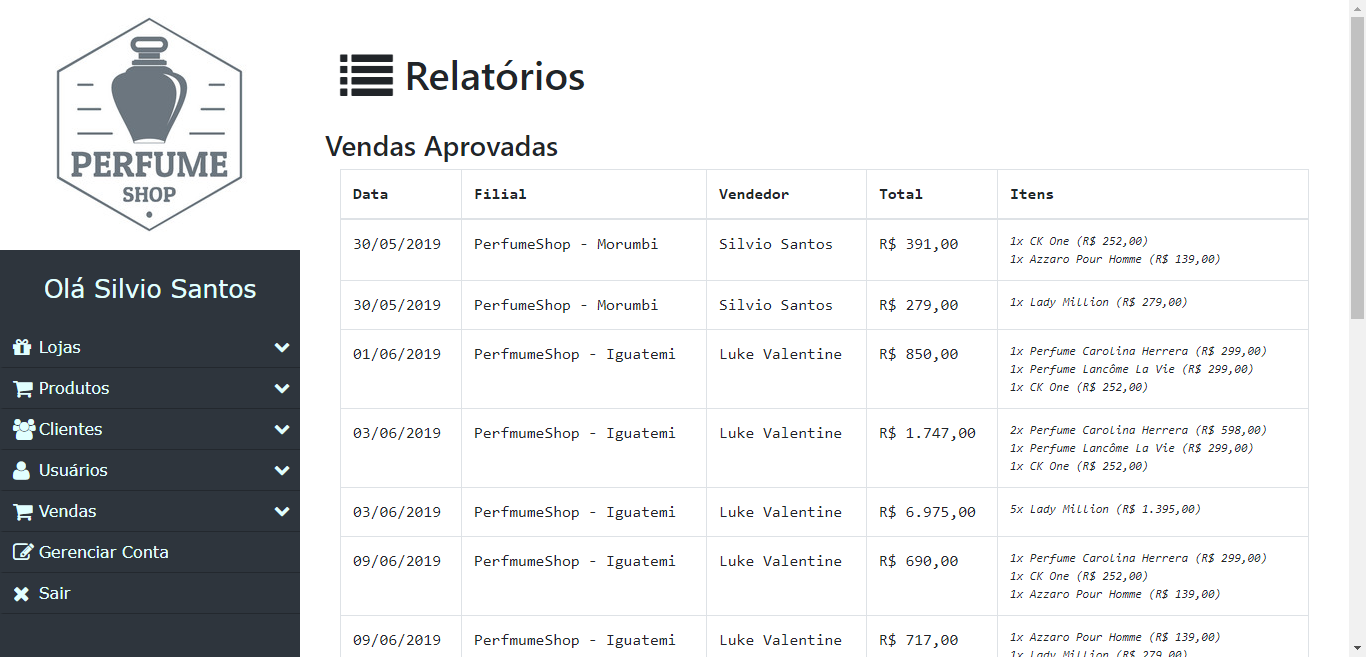 PERFUME
SHOP
Olá Silvio Santos
Lojas
Produtos
Clientes
Usuários
Vendas
Gerenciar Conta
Sair
Relatórios
Vendas Aprovadas
Data Filial Vendedor Total Itens
30/05/2019 PerfumeShop - Morumbi Silvio Santos R$ 391,00 1x CK One (R$ 252,00)
1x Azzaro Pour Homme (R$ 139,00)
30/05/2019 PerfumeShop - Morumbi Silvio Santos R$ 279,00 1x Lady Million (R$ 279,00)
01/06/2019 PerfmumeShop - Iguatemi Luke Valentine R$ 850,00 1x Perfume Carolina Herrera (R$ 299,00)
1x Perfume Lancôme La Vie (R$ 299,00)
1x CK One (R$ 252,00)
03/06/2019 PerfmumeShop - Iguatemi Luke Valentine R$ 1.747,00 2x Perfume Carolina Herrera (R$ 598,00)
1x Perfume Lancôme La Vie (R$ 299,00)
1x CK One (R$ 252,00)
03/06/2019 PerfmumeShop - Iguatemi Luke Valentine R$ 6.975,00 5x Lady Million (R$ 1.395,00)
09/06/2019 PerfmumeShop - Iguatemi Luke Valentine R$ 690,00 1x Perfume Carolina Herrera (R$ 299,00)
1x CK One (R$ 252,00)
1x Azzaro Pour Homme (R$ 139,00)
09/06/2019 PerfmumeShop - Iguatemi Luke Valentine R$ 717,00 1x Azzaro Pour Homme (R$ 139,00)
1x Lady Million (R$ 279,00)